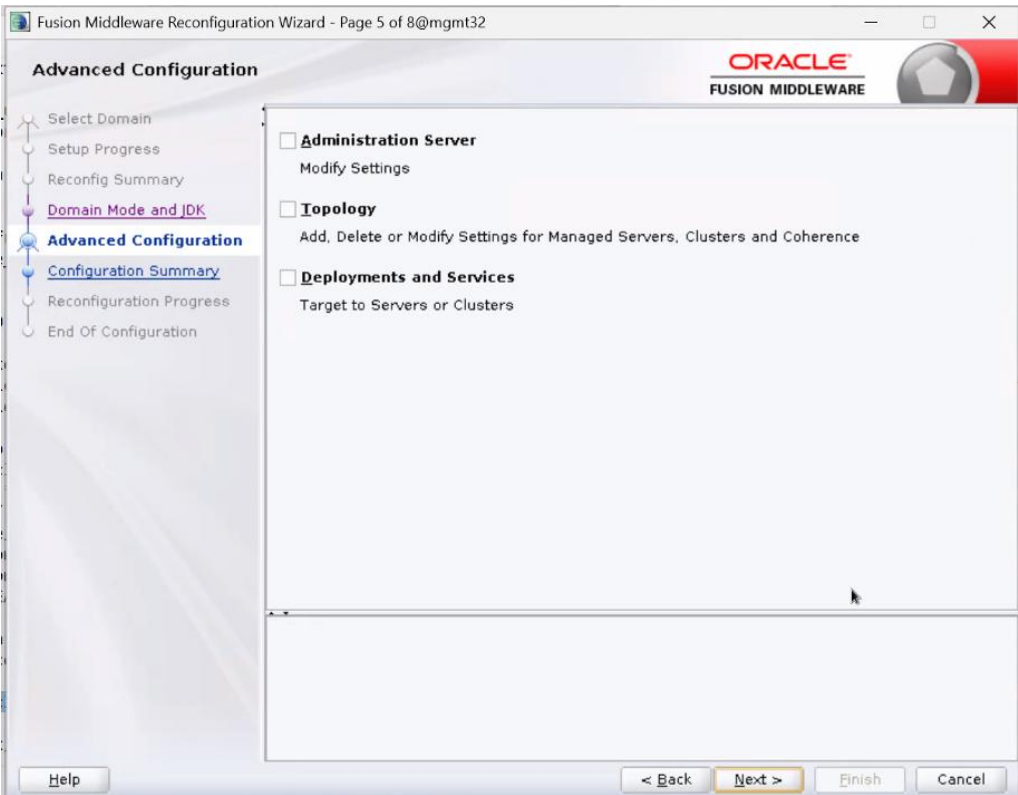 Fusion Middleware Reconfiguration Wizard - Page 5 of 8@mgmt32
Advanced Configuration
ORACLE
FUSION MIDDLEWARE
Select Domain
Setup Progress
Reconfig Summary
Domain Mode and JDK
Advanced Configuration
Configuration Summary
Reconfiguration Progress
End Of Configuration
Administration Server
Modify Settings
Topology
Add, Delete or Modify Settings for Managed Servers, Clusters and Coherence
Deployments and Services
Target to Servers or Clusters
Help
< Back
Next >
Finish
Cancel